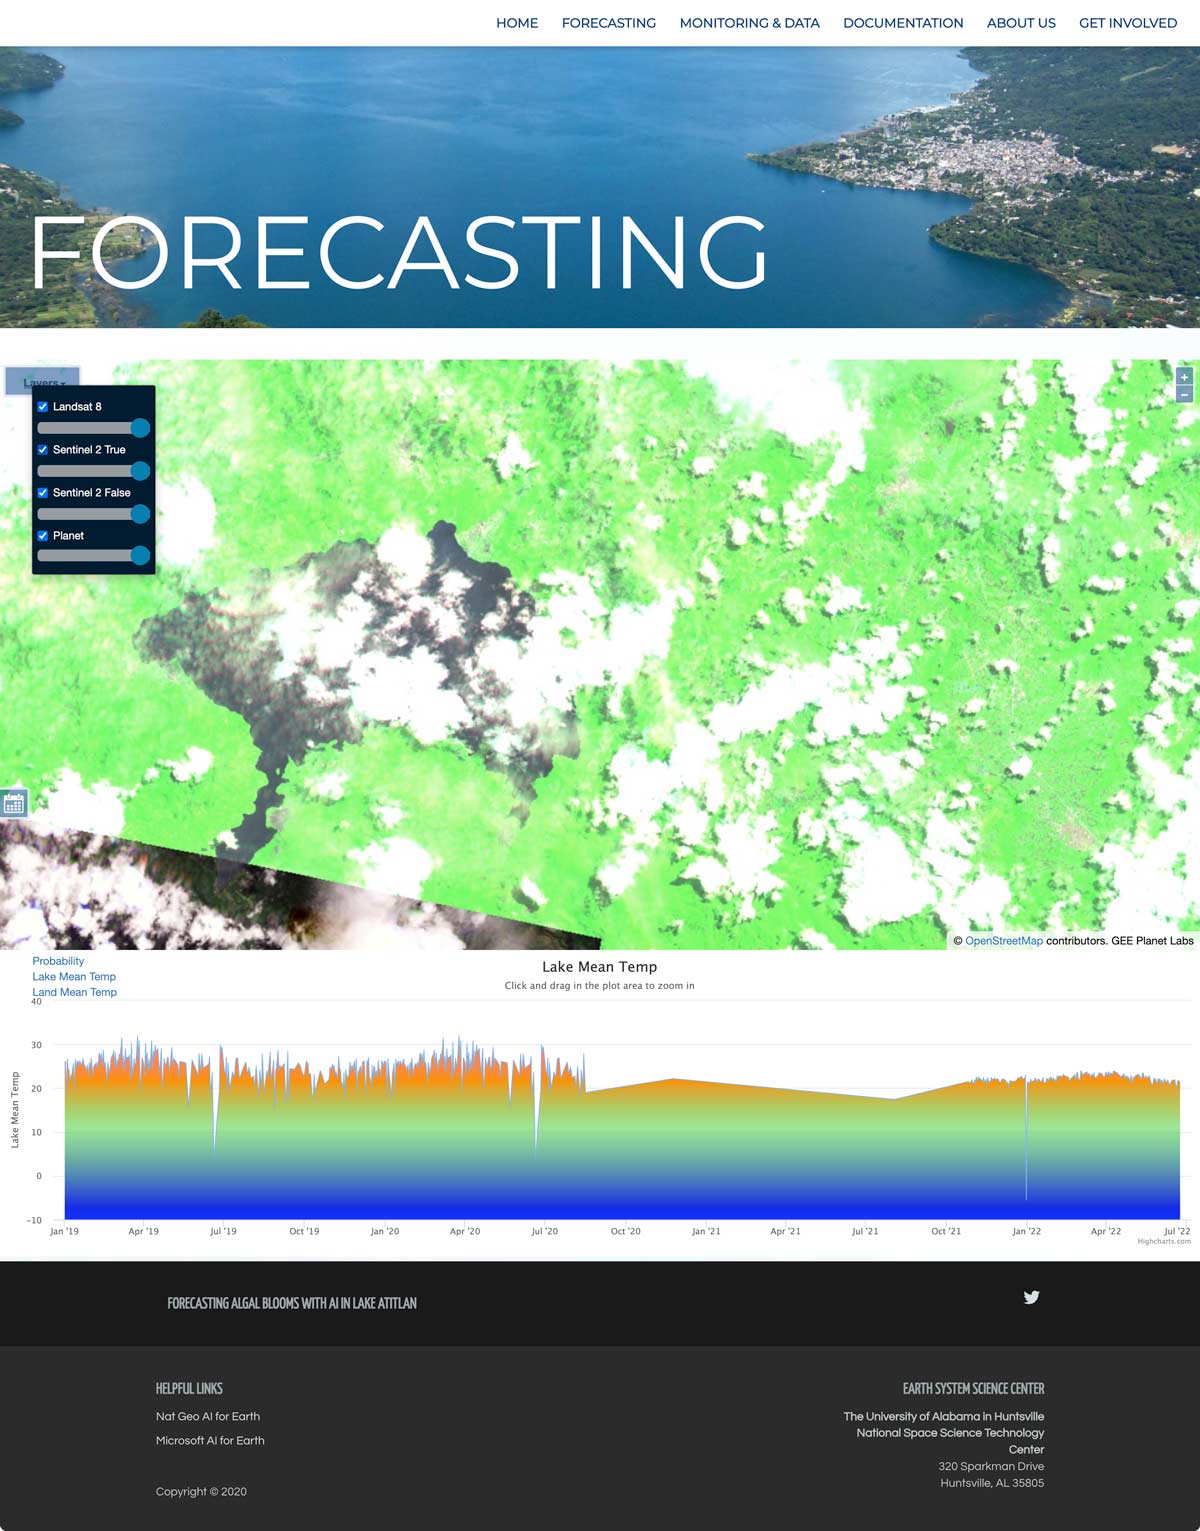 HOME FORECASTING MONITORING & DATA DOCUMENTATION ABOUT US GET INVOLVED
FORECASTING
Layers
Landsat 8
Sentinel 2 True
Sentinel 2 False
Planet
+
−
© OpenStreetMap contributors. GEE Planet Labs
Probability
Lake Mean Temp
Land Mean Temp
Lake Mean Temp
Click and drag in the plot area to zoom in
Lake Mean Temp
40
30
20
10
0
-10
Jan '19 Apr '19 Jul '19 Oct '19 Jan '20 Apr '20 Jul '20 Oct '20 Jan '21 Apr '21 Jul '21 Oct '21 Jan '22 Apr '22 Jul '22
Highcharts.com
FORECASTING ALGAL BLOOMS WITH AI IN LAKE ATITLAN
HELPFUL LINKS
Nat Geo AI for Earth
Microsoft AI for Earth
Copyright © 2020
EARTH SYSTEM SCIENCE CENTER
The University of Alabama in Huntsville
National Space Science Technology
Center
320 Sparkman Drive
Huntsville, AL 35805